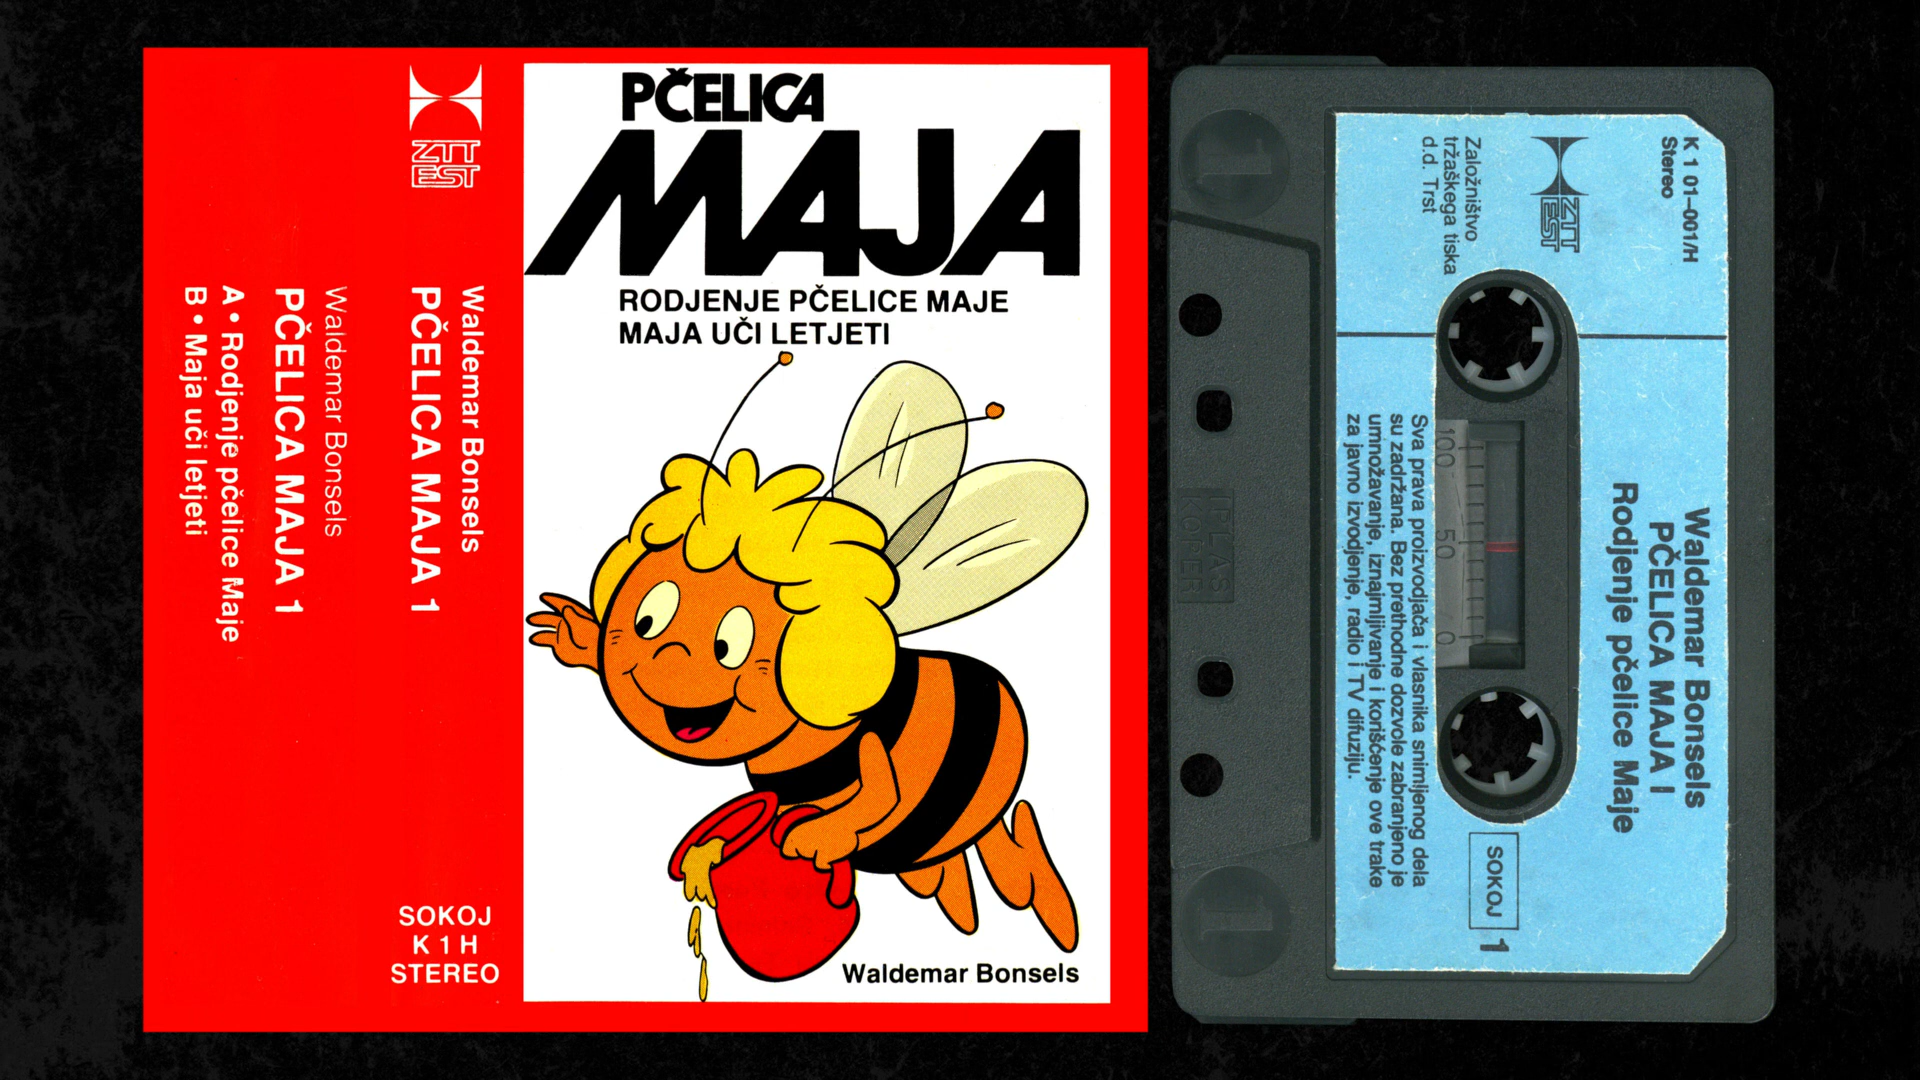 ZTT
EST
Waldemar Bonsels
PČELICA MAJA 1
Waldemar Bonsels
PČELICA MAJA 1
A • Rodjenje pčelice Maje
B • Maja uči letjeti
SOKOJ
K 1 H
STEREO
PČELICA
MAJA
RODJENJE PČELICE MAJE
MAJA UČI LETJETI
Waldemar Bonsels
1
1
K 1 01-001/H
Stereo
ZTT
EST
Založništvo
tržaškega tiska
d.d. Trst
Waldemar Bonsels
PČELICA MAJA I
Rodjenje pčelice Maje
100
50
0
Sva prava proizvodjača i vlasnika snimljenog dela
su zadržana. Bez prethodne dozvole zabranjeno je
umnožavanje, iznajmljivanje i korišćenje ove trake
za javno izvodjenje, radio i TV difuziju.
SOKOJ
1